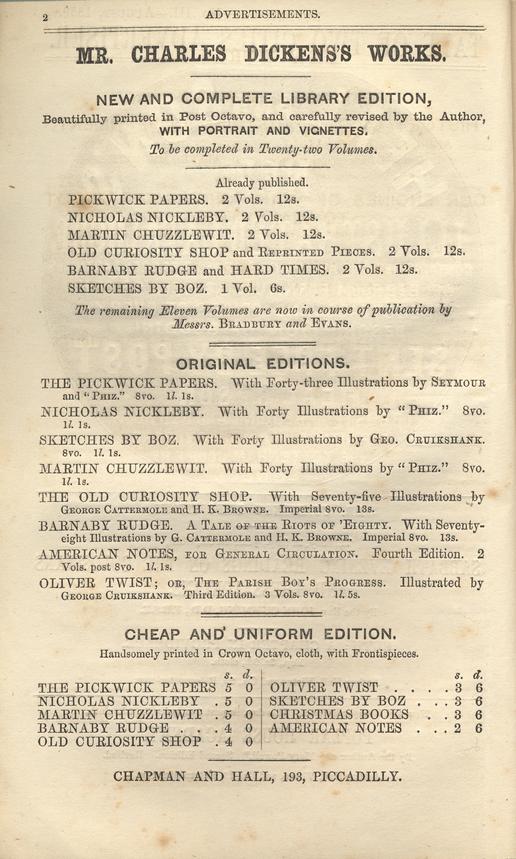 2
ADVERTISEMENTS.
MR. CHARLES DICKENS'S WORKS.
NEW AND COMPLETE LIBRARY EDITION,
Beautifully printed in Post Octavo, and carefully revised by the Author,
WITH PORTRAIT AND VIGNETTES.
To be completed in Twenty-two Volumes.
Already published.
PICKWICK PAPERS. 2 Vols. 12s.
NICHOLAS NICKLEBY. 2 Vols. 12s.
MARTIN CHUZZLEWIT. 2 Vols. 12s.
OLD CURIOSITY SHOP and REPRINTED PIECES. 2 Vols. 12s.
BARNABY RUDGE and HARD TIMES. 2 Vols. 12s.
SKETCHES BY BOZ. 1 Vol. 6s.
The remaining Eleven Volumes are now in course of publication by
Messrs. BRADBURY and EVANS.
ORIGINAL EDITIONS.
THE PICKWICK PAPERS. With Forty-three Illustrations by SEYMOUR
and "PHIZ." 8vo. 1l. 1s.
NICHOLAS NICKLEBY. With Forty Illustrations by "PHIZ." 8vo.
1l. 1s.
SKETCHES BY BOZ. With Forty Illustrations by GEO. CRUIKSHANK.
8vo. 1l. 1s.
MARTIN CHUZZLEWIT. With Forty Illustrations by "PHIZ." 8vo.
1l. 1s.
THE OLD CURIOSITY SHOP. With Seventy-five Illustrations by
GEORGE CATTERMOLE and H. K. BROWNE. Imperial 8vo. 13s.
BARNABY RUDGE. A TALE OF THE RIOTS OF 'EIGHTY. With Seventy-
eight Illustrations by G. CATTERMOLE and H. K. BROWNE. Imperial 8vo. 13s.
AMERICAN NOTES, FOR GENERAL CIRCULATION. Fourth Edition. 2
Vols. post 8vo. 1l. 1s.
OLIVER TWIST; OR, THE PARISH BOY'S PROGRESS. Illustrated by
GEORGE CRUIKSHANK. Third Edition. 3 Vols. 8vo. 1l. 5s.
CHEAP AND UNIFORM EDITION.
Handsomely printed in Crown Octavo, cloth, with Frontispieces.
s. d.
THE PICKWICK PAPERS 5 0
NICHOLAS NICKLEBY . 5 0
MARTIN CHUZZLEWIT . 5 0
BARNABY RUDGE . . . 4 0
OLD CURIOSITY SHOP . 4 0
s. d.
OLIVER TWIST . . . . 3 6
SKETCHES BY BOZ . . . 3 6
CHRISTMAS BOOKS . . 3 6
AMERICAN NOTES . . . 2 6
CHAPMAN AND HALL, 193, PICCADILLY.